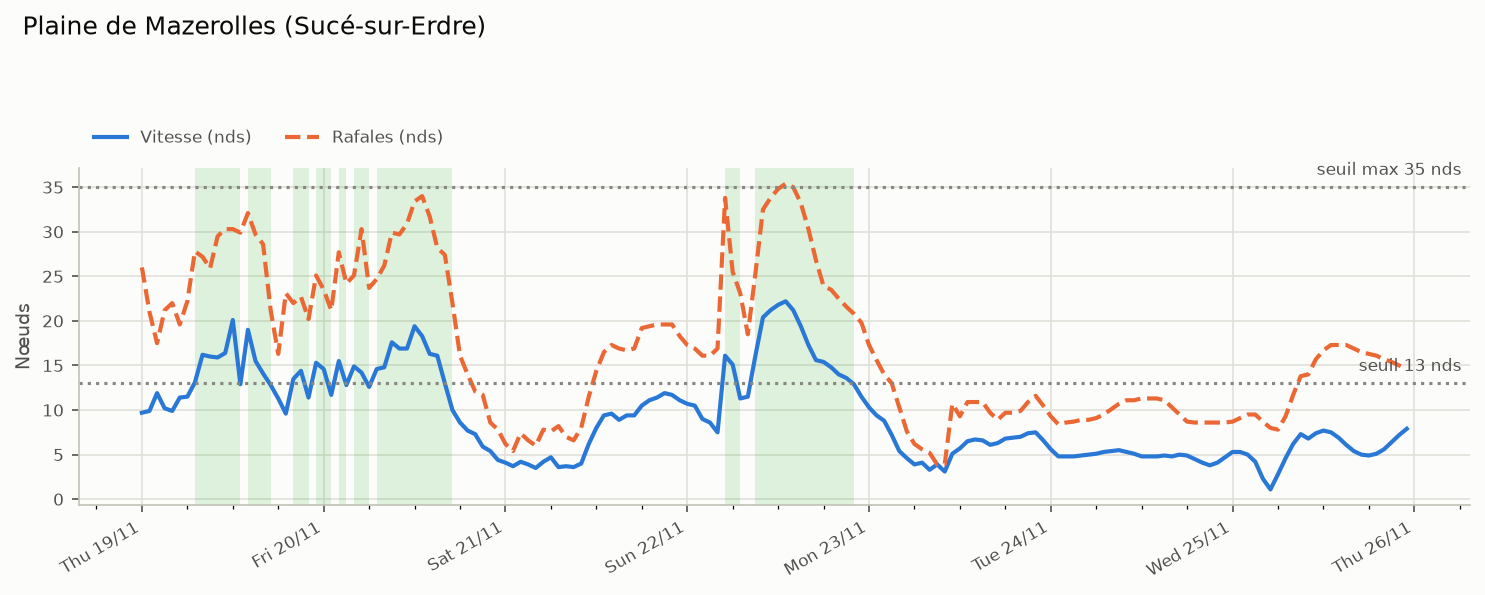 Plaine de Mazerolles (Sucé-sur-Erdre)
Vitesse (nds) Rafales (nds)
seuil max 35 nds
35
30
25
20
15
10
5
0
Nœuds
seuil 13 nds
Thu 19/11
Fri 20/11
Sat 21/11
Sun 22/11
Mon 23/11
Tue 24/11
Wed 25/11
Thu 26/11